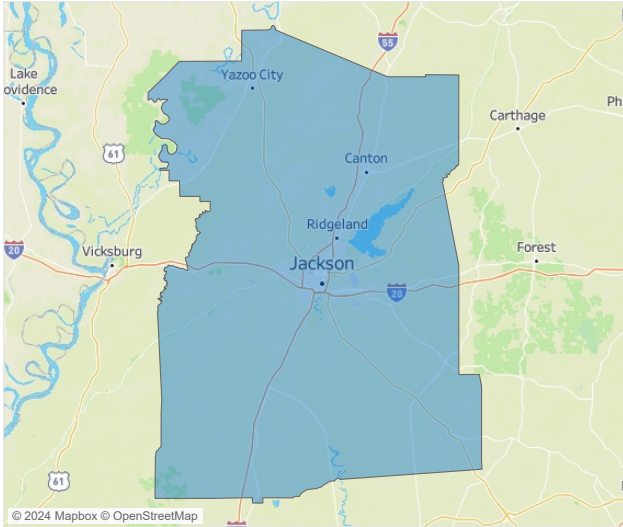 55
Lake
ovidence
Yazoo City
Carthage
Ph
61
Canton
Ridgeland
20
Vicksburg
Forest
Jackson
20
61
© 2024 Mapbox © OpenStreetMap